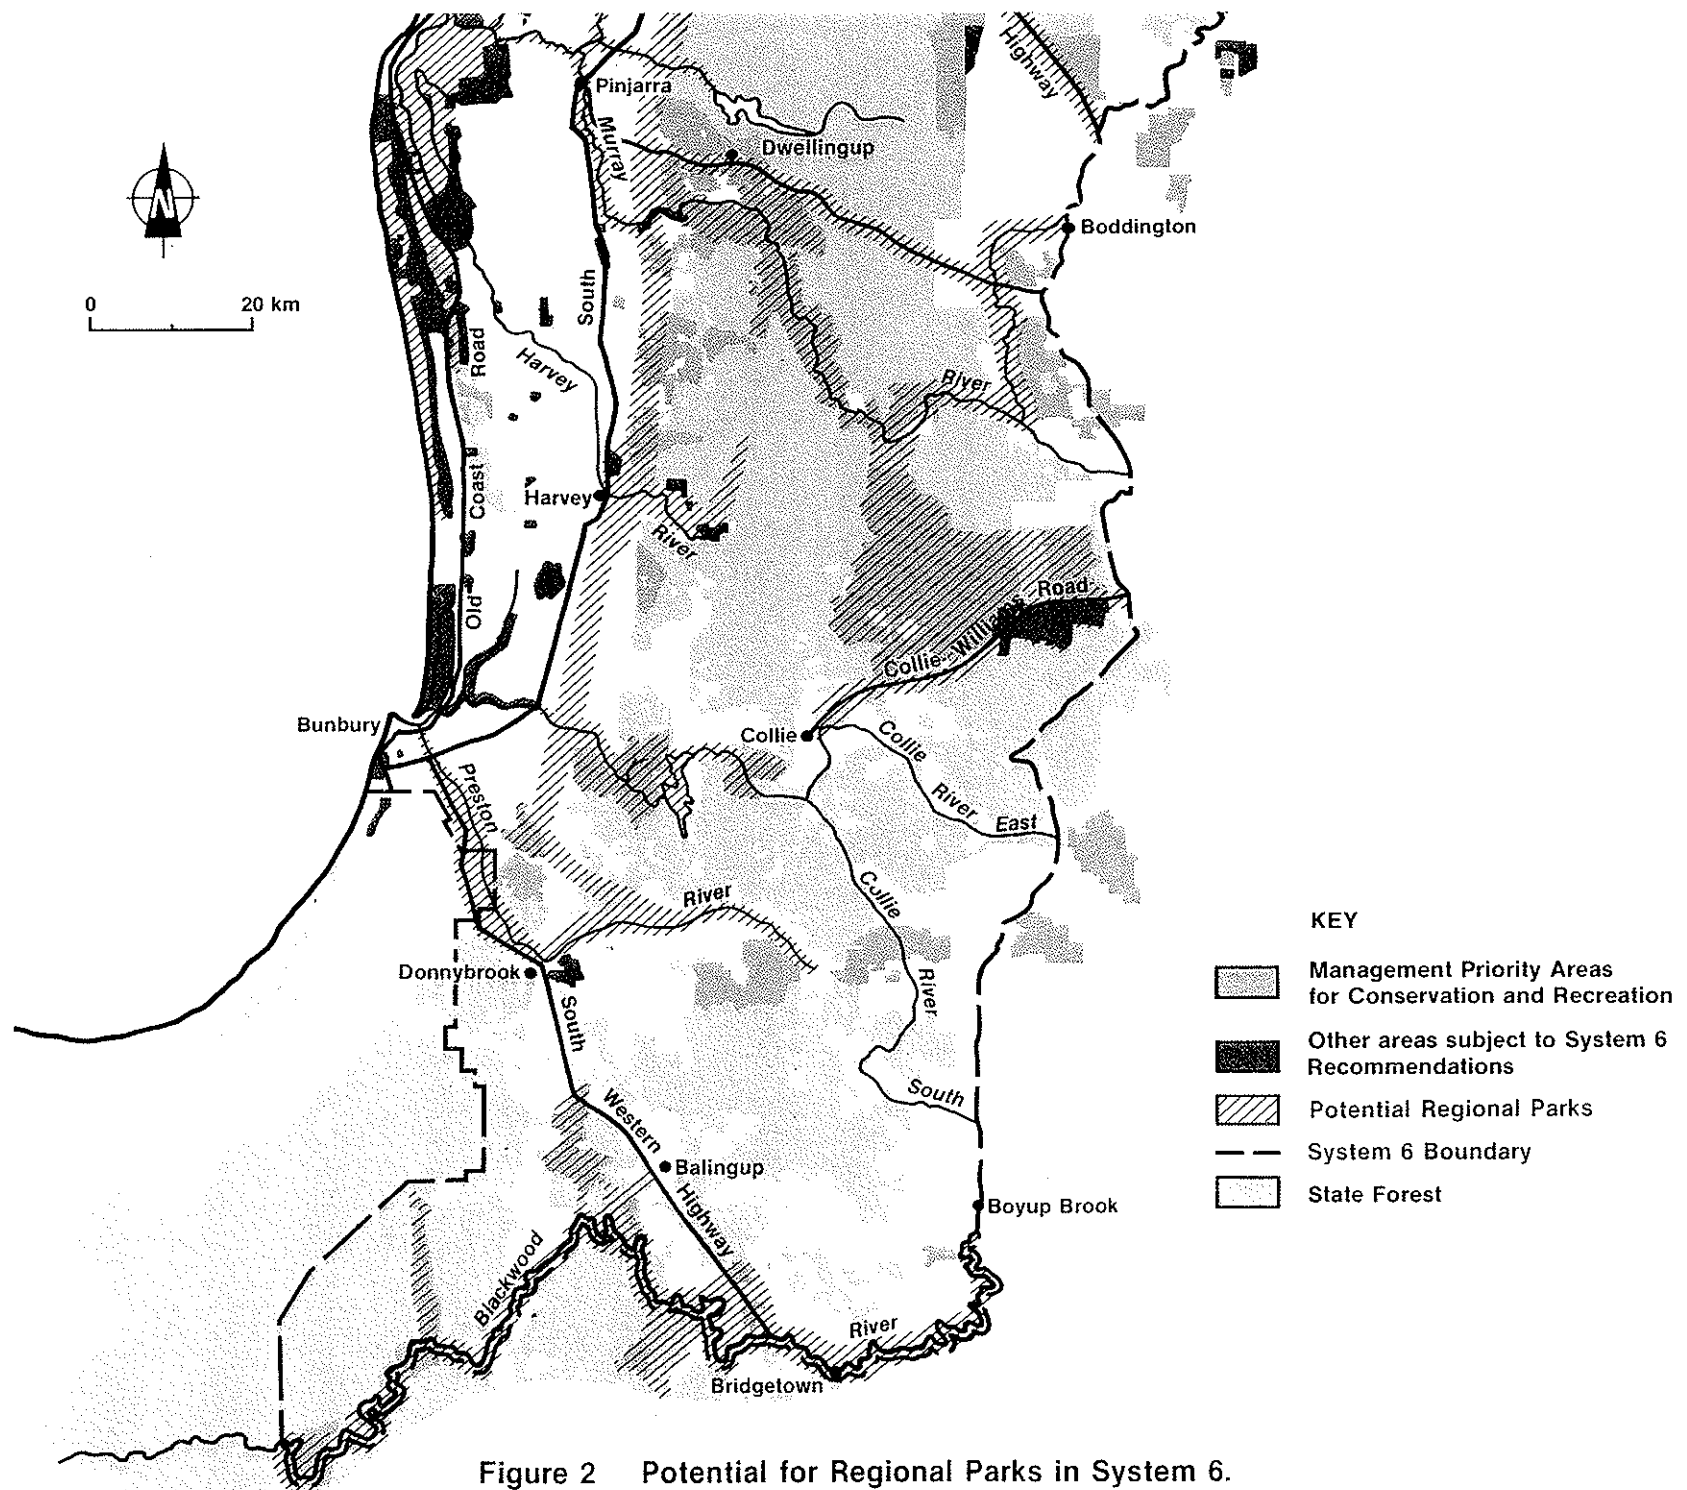 Highway
Pinjarra
Murray
Dwellingup
N
Boddington
0 20 km
South
Road
Harvey
River
Coast
Harvey
River
Old
Road
Collie-Willia
Bunbury
Collie
Collie
River
East
Preston
Collie
River
River
Donnybrook
South
South
Western
Balingup
Highway
Boyup Brook
Blackwood
River
Bridgetown
KEY
Management Priority Areas
for Conservation and Recreation
Other areas subject to System 6
Recommendations
Potential Regional Parks
System 6 Boundary
State Forest
Figure 2 Potential for Regional Parks in System 6.